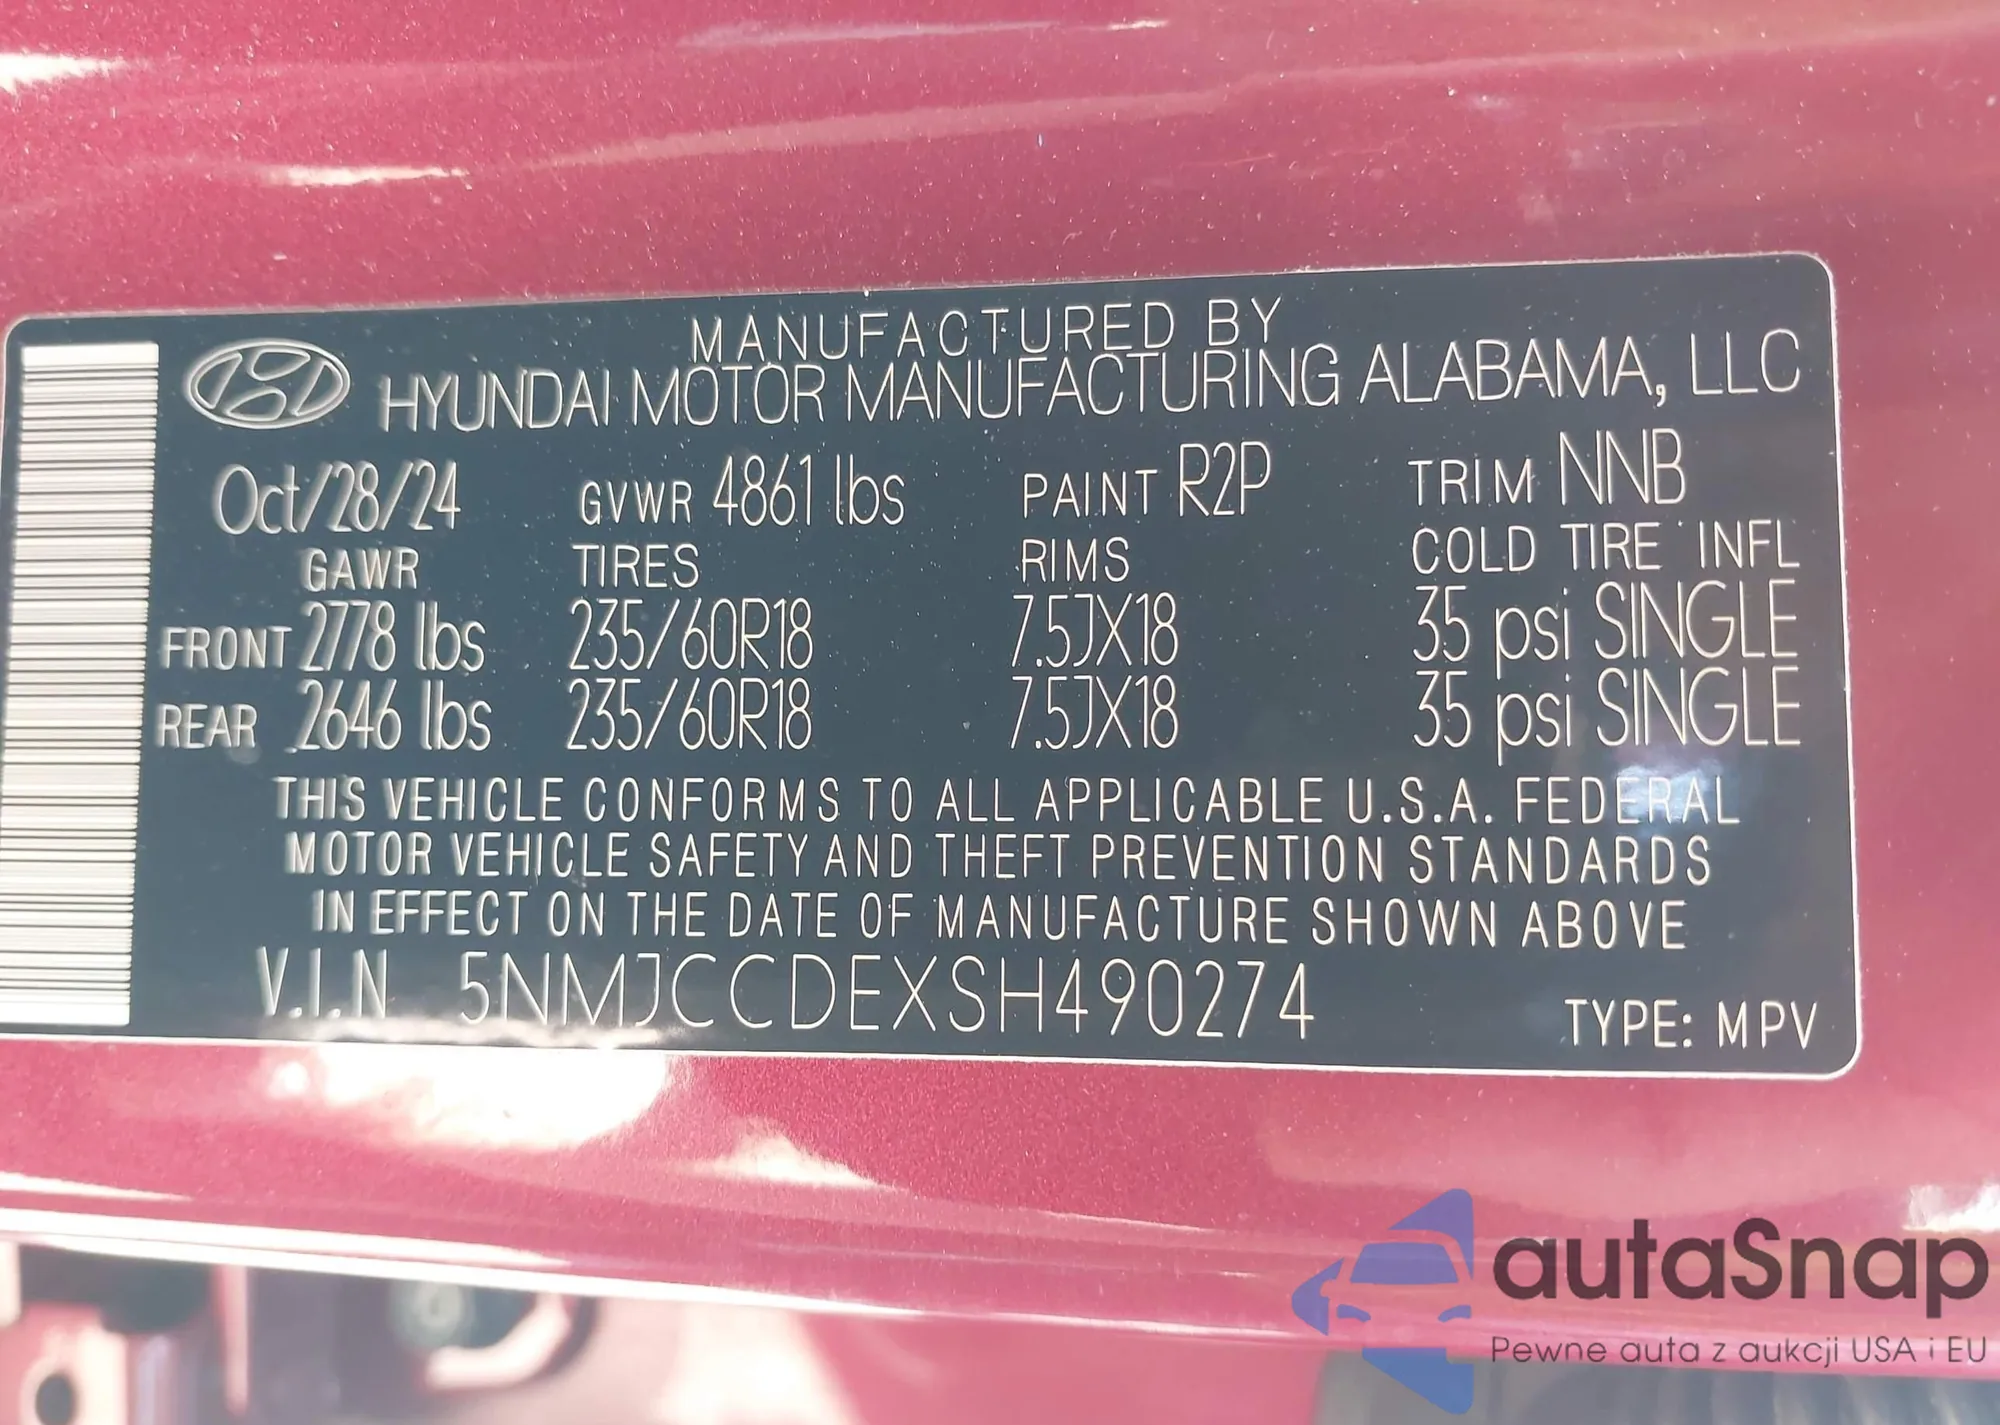 MANUFACTURED BY
HYUNDAI MOTOR MANUFACTURING ALABAMA, LLC
Oct/28/24 GVWR 4861 lbs PAINT R2P TRIM NNB
GAWR TIRES RIMS COLD TIRE INFL
FRONT 2778 lbs 235/60R18 7.5JX18 35 psi SINGLE
REAR 2646 lbs 235/60R18 7.5JX18 35 psi SINGLE
THIS VEHICLE CONFORMS TO ALL APPLICABLE U.S.A. FEDERAL
MOTOR VEHICLE SAFETY AND THEFT PREVENTION STANDARDS
IN EFFECT ON THE DATE OF MANUFACTURE SHOWN ABOVE
V.I.N 5NMJCCDEXSH490274 TYPE: MPV
autaSnap
Pewne auta z aukcji USA i EU